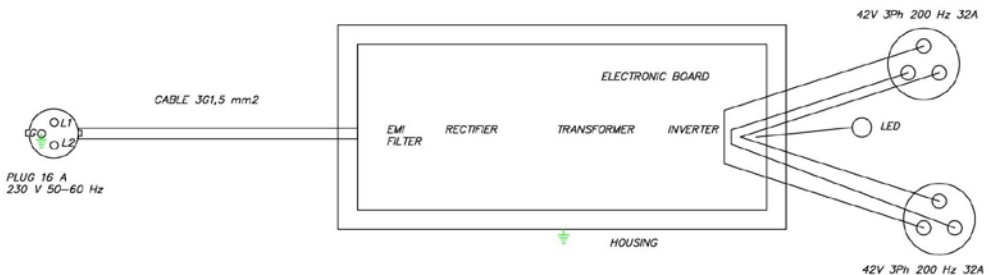 42V 3Ph 200 Hz 32A
ELECTRONIC BOARD
CABLE 3G1,5 mm2
L1
L2
EMI
FILTER
RECTIFIER
TRANSFORMER
INVERTER
LED
PLUG 16 A
230 V 50-60 Hz
HOUSING
42V 3Ph 200 Hz 32A